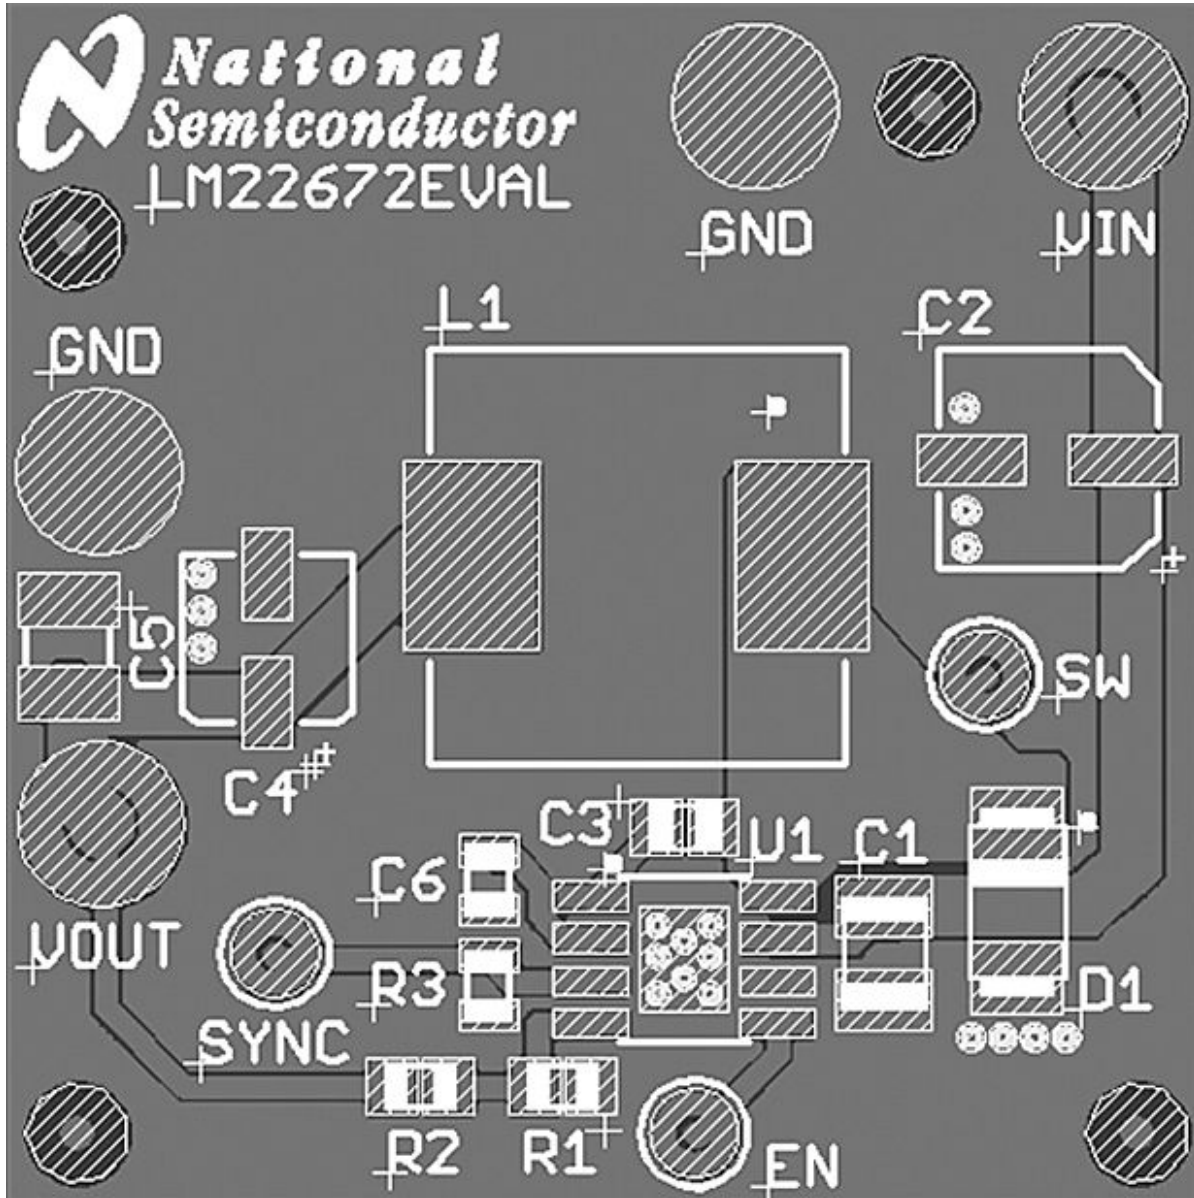 National
Semiconductor
LM22672EVAL
GND
VIN
L1
C2
GND
C5
SW
C4
C3
U1
C1
C6
VOUT
R3
D1
SYNC
R2
R1
EN